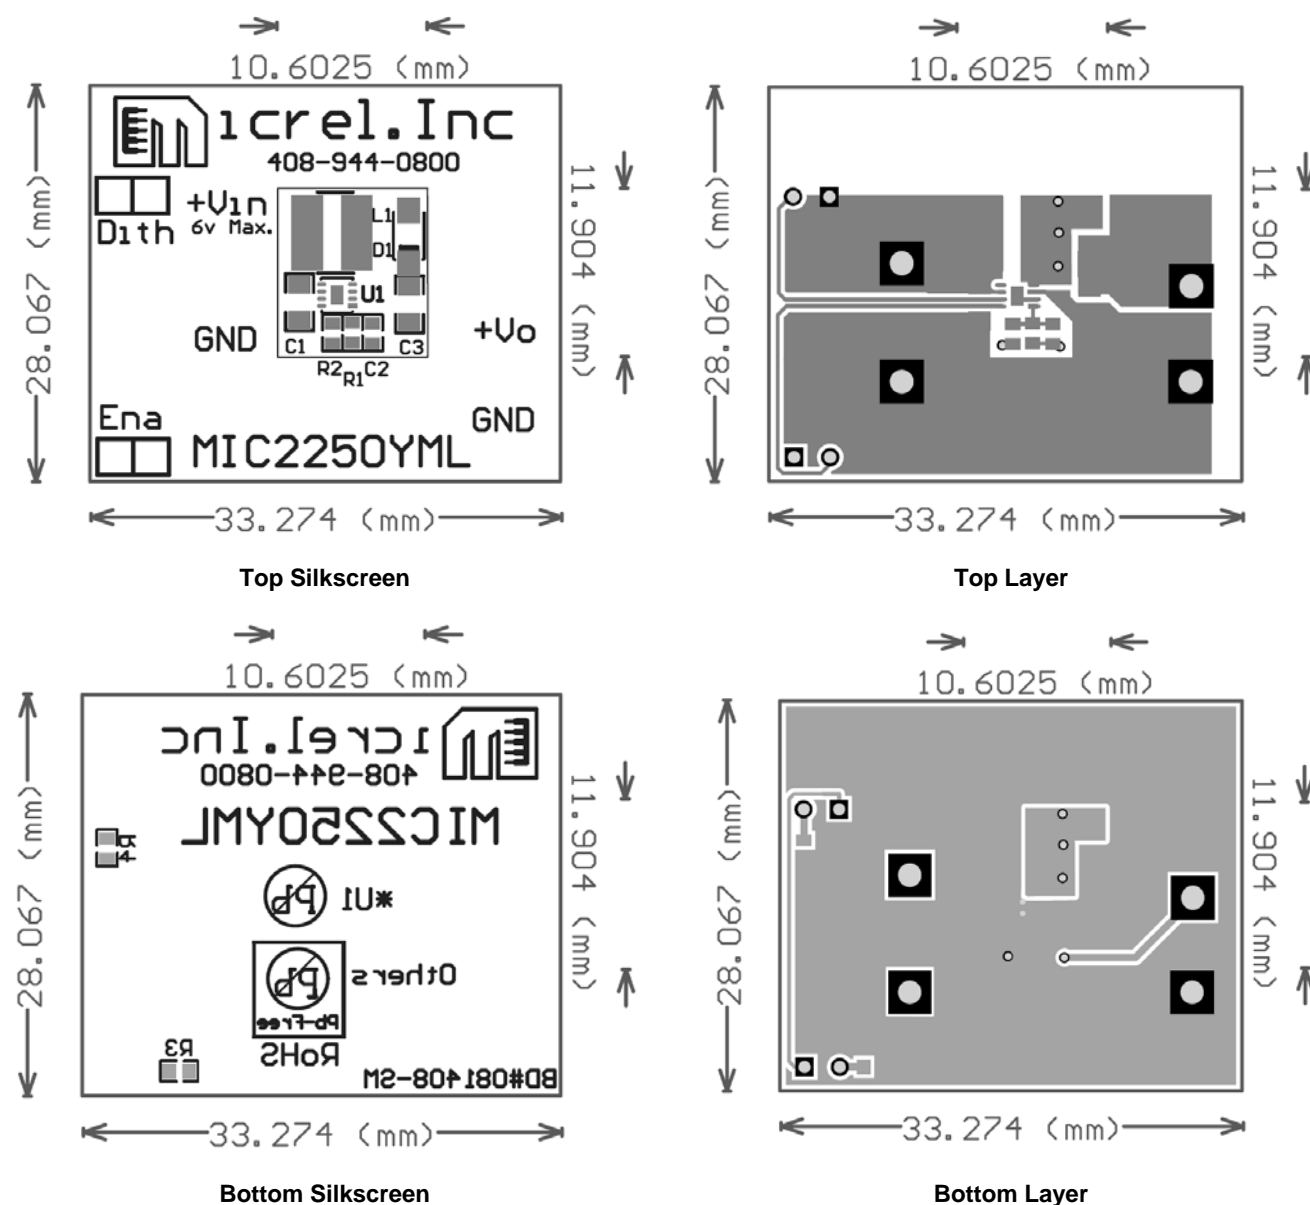 10.6025 (mm)
28.067 (mm)
11.904 (mm)
33.274 (mm)
icrel.Inc
408-944-0800
Dith
+Vin
6v Max.
L1
D1
U1
GND
+Vo
C1
C3
R2
R1
C2
Ena
GND
MIC2250YML
Top Silkscreen
10.6025 (mm)
28.067 (mm)
11.904 (mm)
33.274 (mm)
Top Layer
10.6025 (mm)
28.067 (mm)
11.904 (mm)
33.274 (mm)
icrel.Inc
408-944-0800
MIC2250YML
R4
Pb
*U1
Pb
Others
Pb-Free
RoHS
R3
BD#081408-SM
Bottom Silkscreen
10.6025 (mm)
28.067 (mm)
11.904 (mm)
33.274 (mm)
Bottom Layer